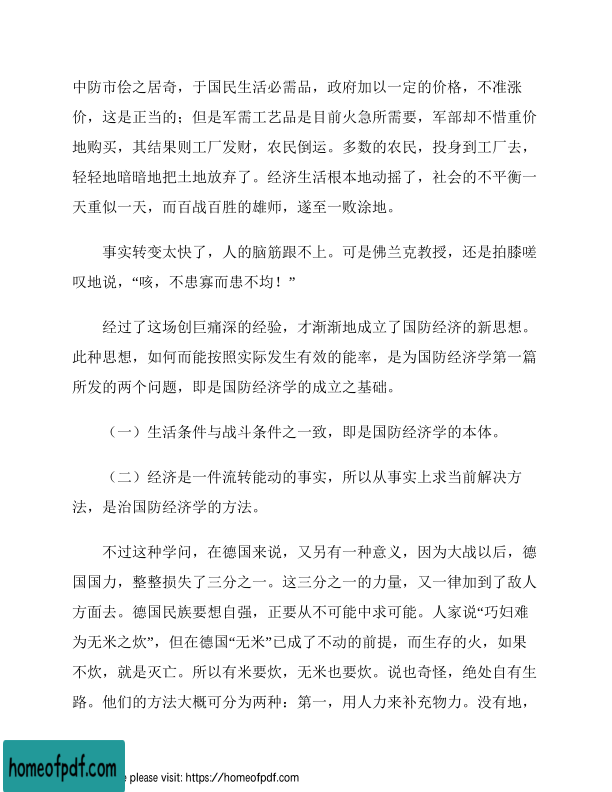 中防市侩之居奇，于国民生活必需品，政府加以一定的价格，不准涨
价，这是正当的；但是军需工艺品是目前火急所需要，军部却不惜重价
地购买，其结果则工厂发财，农民倒运。多数的农民，投身到工厂去，
轻轻地暗暗地把土地放弃了。经济生活根本地动摇了，社会的不平衡一
天重似一天，而百战百胜的雄师，遂至一败涂地。
事实转变太快了，人的脑筋跟不上。可是佛兰克教授，还是拍膝嗟
叹地说，“咳，不患寡而患不均！”
经过了这场创巨痛深的经验，才渐渐地成立了国防经济的新思想。
此种思想，如何而能按照实际发生有效的能率，是为国防经济学第一篇
所发的两个问题，即是国防经济学的成立之基础。
（一）生活条件与战斗条件之一致，即是国防经济学的本体。
（二）经济是一件流转能动的事实，所以从事实上求当前解决方
法，是治国防经济学的方法。
不过这种学问，在德国来说，又另有一种意义，因为大战以后，德
国国力，整整损失了三分之一。这三分之一的力量，又一律加到了敌人
方面去。德国民族要想自强，正要从不可能中求可能。人家说“巧妇难
为无米之炊”，但在德国“无米”已成了不动的前提，而生存的火，如果
不炊，就是灭亡。所以有米要炊，无米也要炊。说也奇怪，绝处自有生
路。他们的方法大概可分为两种：第一，用人力来补充物力。没有地，
homeofpdf.com
please visit: https://homeofpdf.com